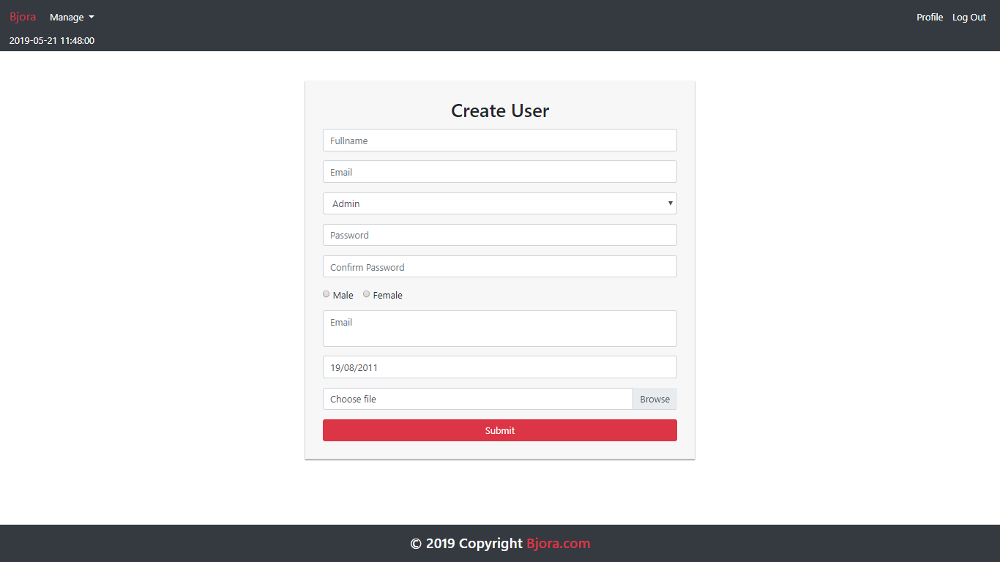 Bjora Manage Profile Log Out
2019-05-21 11:48:00
Create User
Fullname
Email
Admin
Password
Confirm Password
Male Female
Email
19/08/2011
Choose file Browse
Submit
© 2019 Copyright Bjora.com